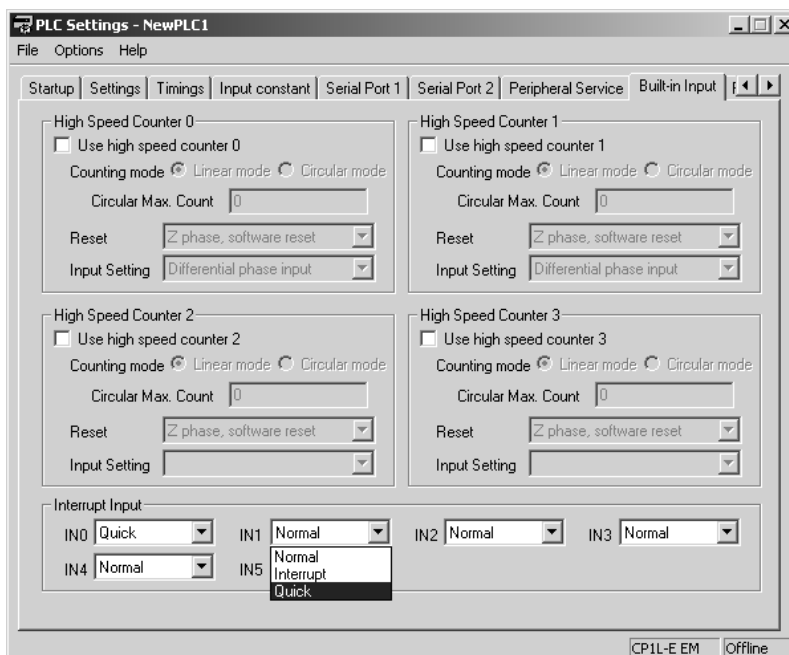 PLC Settings - NewPLC1
File Options Help
Startup Settings Timings Input constant Serial Port 1 Serial Port 2 Peripheral Service Built-in Input
High Speed Counter 0
Use high speed counter 0
Counting mode Linear mode Circular mode
Circular Max. Count 0
Reset Z phase, software reset
Input Setting Differential phase input
High Speed Counter 1
Use high speed counter 1
Counting mode Linear mode Circular mode
Circular Max. Count 0
Reset Z phase, software reset
Input Setting Differential phase input
High Speed Counter 2
Use high speed counter 2
Counting mode Linear mode Circular mode
Circular Max. Count 0
Reset Z phase, software reset
Input Setting
High Speed Counter 3
Use high speed counter 3
Counting mode Linear mode Circular mode
Circular Max. Count 0
Reset Z phase, software reset
Input Setting
Interrupt Input
IN0 Quick IN1 Normal IN2 Normal IN3 Normal
IN4 Normal IN5
Normal
Interrupt
Quick
CP1L-E EM Offline